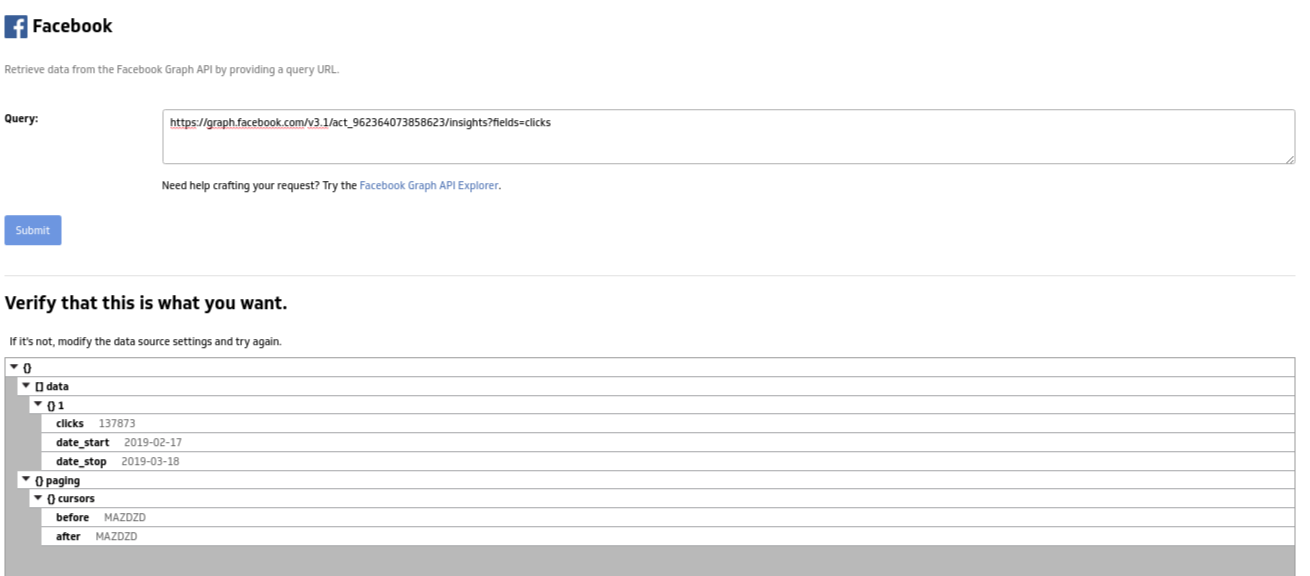 Facebook
Retrieve data from the Facebook Graph API by providing a query URL.
Query:
https://graph.facebook.com/v3.1/act_962364073858623/insights?fields=clicks
Need help crafting your request? Try the Facebook Graph API Explorer.
Submit
Verify that this is what you want.
If it's not, modify the data source settings and try again.
{}
[] data
{} 1
clicks 137873
date_start 2019-02-17
date_stop 2019-03-18
{} paging
{} cursors
before MAZDZD
after MAZDZD